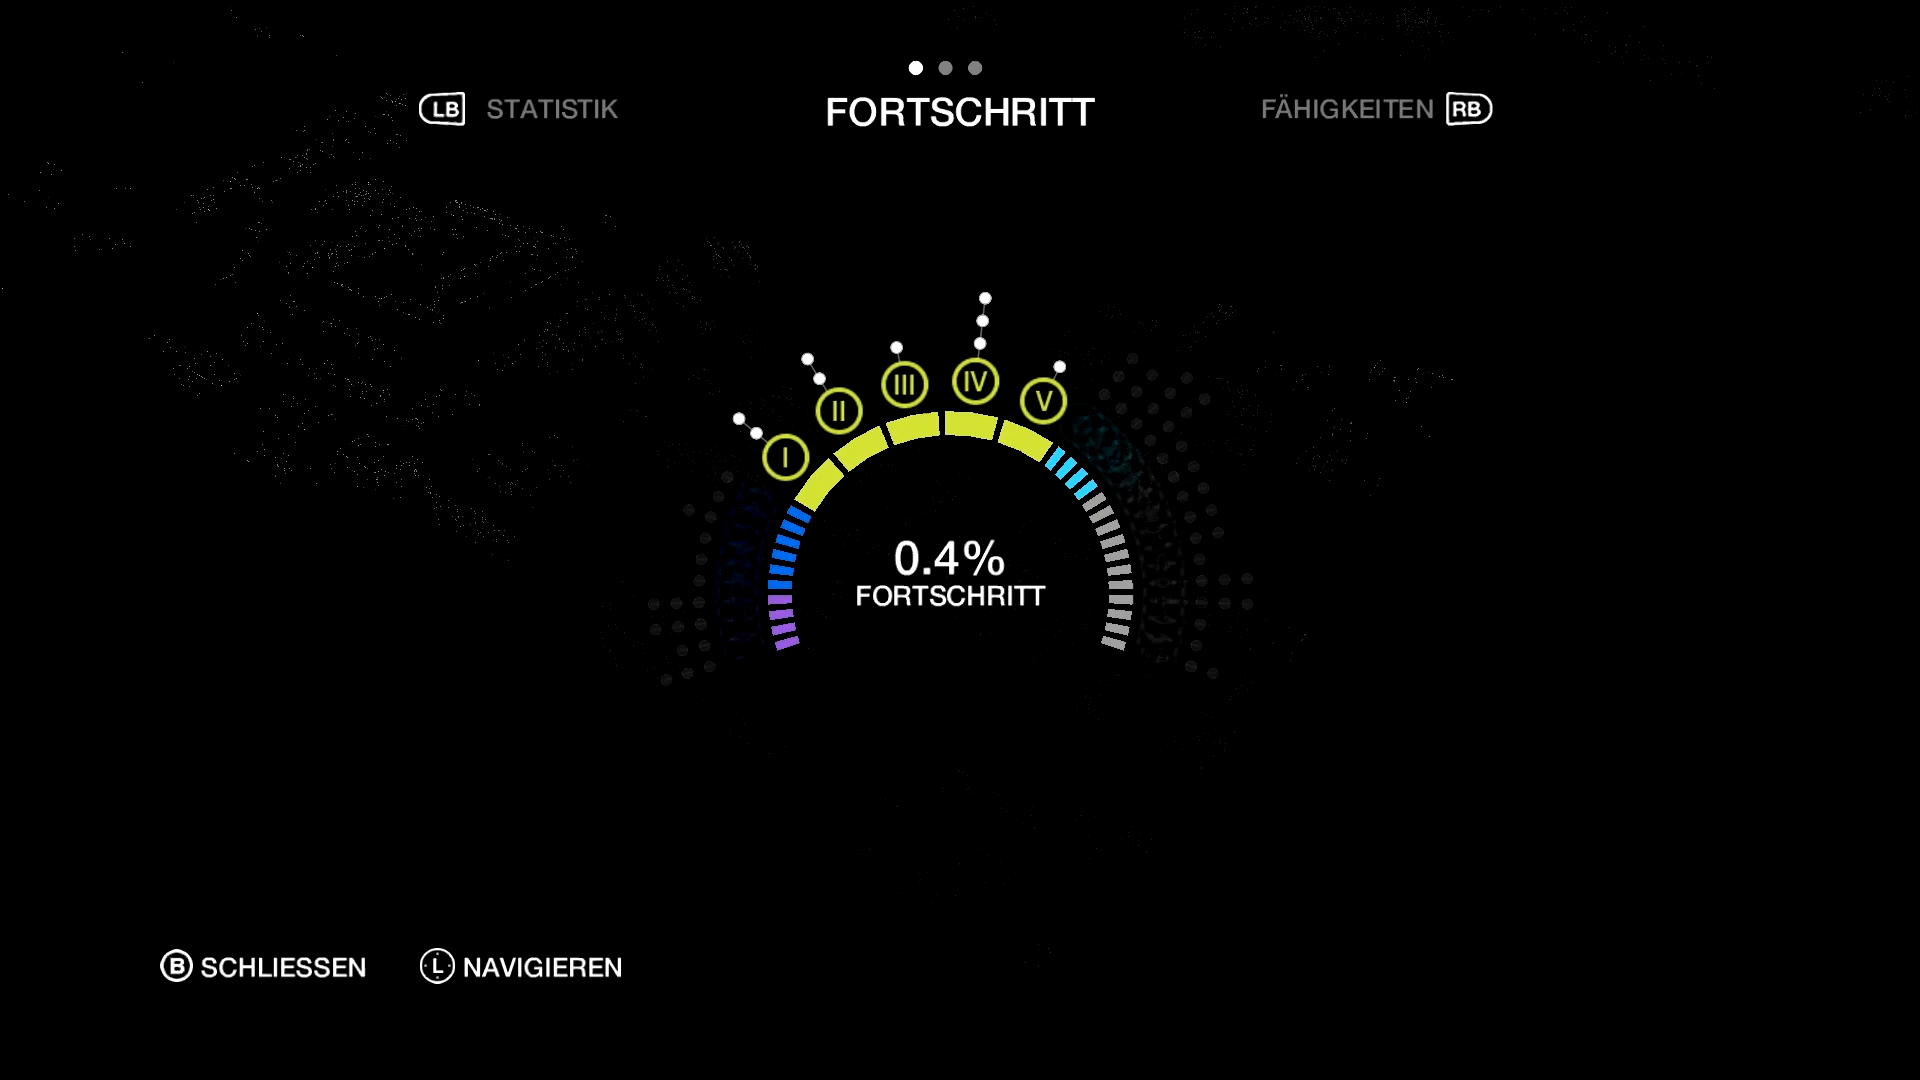 LB STATISTIK
FORTSCHRITT
FÄHIGKEITEN RB
I
II
III
IV
V
0.4%
FORTSCHRITT
B SCHLIESSEN
L NAVIGIEREN